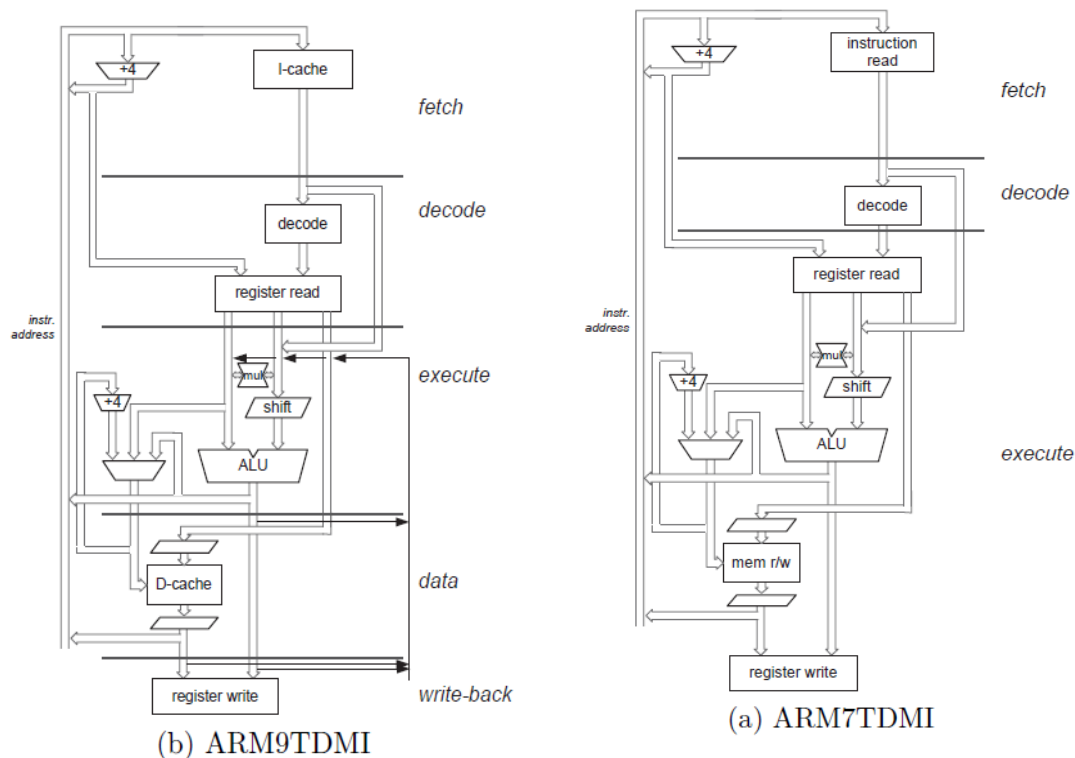 +4
I-cache
fetch
decode
decode
register read
instr.
address
execute
mul
+4
shift
ALU
D-cache
data
register write
write-back
(b) ARM9TDMI
+4
instruction
read
fetch
decode
decode
register read
instr.
address
mul
+4
shift
ALU
execute
mem r/w
register write
(a) ARM7TDMI